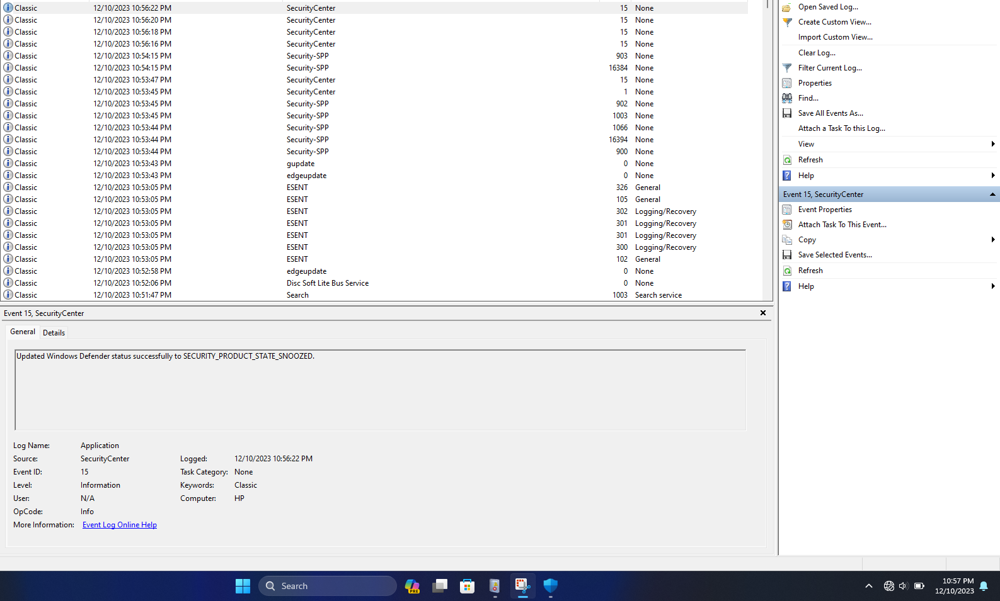 Classic 12/10/2023 10:56:22 PM SecurityCenter 15 None
Classic 12/10/2023 10:56:20 PM SecurityCenter 15 None
Classic 12/10/2023 10:56:18 PM SecurityCenter 15 None
Classic 12/10/2023 10:56:16 PM SecurityCenter 15 None
Classic 12/10/2023 10:54:15 PM Security-SPP 903 None
Classic 12/10/2023 10:54:15 PM Security-SPP 16384 None
Classic 12/10/2023 10:53:47 PM SecurityCenter 15 None
Classic 12/10/2023 10:53:45 PM SecurityCenter 1 None
Classic 12/10/2023 10:53:45 PM Security-SPP 902 None
Classic 12/10/2023 10:53:45 PM Security-SPP 1003 None
Classic 12/10/2023 10:53:44 PM Security-SPP 1066 None
Classic 12/10/2023 10:53:44 PM Security-SPP 16394 None
Classic 12/10/2023 10:53:44 PM Security-SPP 900 None
Classic 12/10/2023 10:53:43 PM gupdate 0 None
Classic 12/10/2023 10:53:43 PM edgeupdate 0 None
Classic 12/10/2023 10:53:05 PM ESENT 326 General
Classic 12/10/2023 10:53:05 PM ESENT 105 General
Classic 12/10/2023 10:53:05 PM ESENT 302 Logging/Recovery
Classic 12/10/2023 10:53:05 PM ESENT 301 Logging/Recovery
Classic 12/10/2023 10:53:05 PM ESENT 301 Logging/Recovery
Classic 12/10/2023 10:53:05 PM ESENT 300 Logging/Recovery
Classic 12/10/2023 10:53:05 PM ESENT 102 General
Classic 12/10/2023 10:52:58 PM edgeupdate 0 None
Classic 12/10/2023 10:52:06 PM Disc Soft Lite Bus Service 0 None
Classic 12/10/2023 10:51:47 PM Search 1003 Search service
Event 15, SecurityCenter
General Details
Updated Windows Defender status successfully to SECURITY_PRODUCT_STATE_SNOOZED.
Log Name: Application
Source: SecurityCenter Logged: 12/10/2023 10:56:22 PM
Event ID: 15 Task Category: None
Level: Information Keywords: Classic
User: N/A Computer: HP
OpCode: Info
More Information: Event Log Online Help
Open Saved Log...
Create Custom View...
Import Custom View...
Clear Log...
Filter Current Log...
Properties
Find...
Save All Events As...
Attach a Task To this Log...
View
Refresh
Help
Event 15, SecurityCenter
Event Properties
Attach Task To This Event...
Copy
Save Selected Events...
Refresh
Help
Search
PRE
10:57 PM
12/10/2023